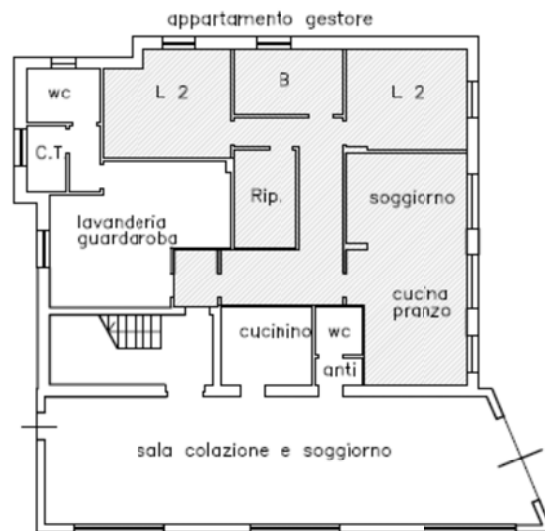 appartamento gestore
wc
L 2
B
L 2
C.T
Rip.
soggiorno
lavanderia
guardaroba
cucina
pranzo
cucinino
wc
anti
sala colazione e soggiorno